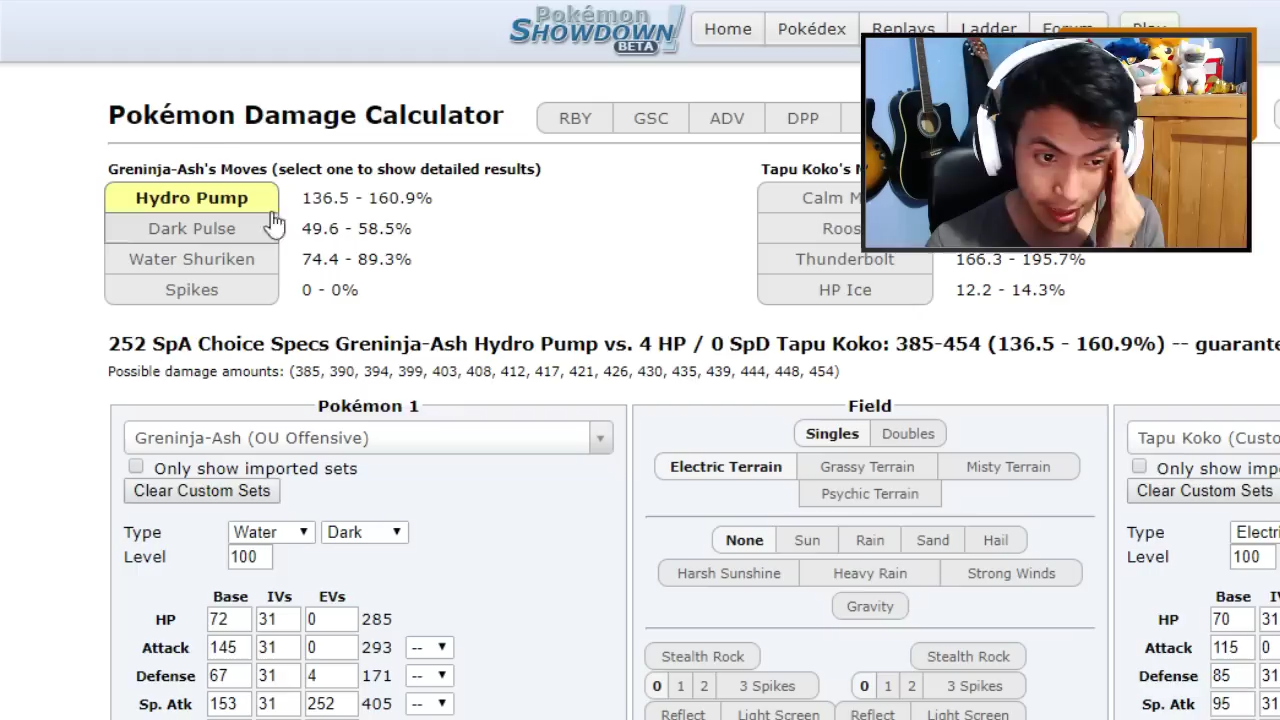 Pokémon
SHOWDOWN!
BETA
Home Pokédex Replays Ladder Forum Play
Pokémon Damage Calculator RBY GSC ADV DPP
Greninja-Ash's Moves (select one to show detailed results)
Hydro Pump 136.5 - 160.9%
Dark Pulse 49.6 - 58.5%
Water Shuriken 74.4 - 89.3%
Spikes 0 - 0%
Tapu Koko's
Calm
Thunderbolt 166.3 - 195.7%
HP Ice 12.2 - 14.3%
252 SpA Choice Specs Greninja-Ash Hydro Pump vs. 4 HP / 0 SpD Tapu Koko: 385-454 (136.5 - 160.9%) -- guarante
Possible damage amounts: (385, 390, 394, 399, 403, 408, 412, 417, 421, 426, 430, 435, 439, 444, 448, 454)
Pokémon 1
Greninja-Ash (OU Offensive)
Only show imported sets
Clear Custom Sets
Type Water Dark
Level 100
Base IVs EVs
HP 72 31 0 285
Attack 145 31 0 293 --
Defense 67 31 4 171 --
Sp. Atk 153 31 252 405 --
Field
Singles Doubles
Electric Terrain Grassy Terrain Misty Terrain
Psychic Terrain
None Sun Rain Sand Hail
Harsh Sunshine Heavy Rain Strong Winds
Gravity
Stealth Rock Stealth Rock
0 1 2 3 Spikes 0 1 2 3 Spikes
Reflect Light Screen Reflect Light Screen
Tapu Koko (Custo
Only show impo
Clear Custom Sets
Type Electri
Level 100
Base IV
HP 70 31
Attack 115 0
Defense 85 31
Sp. Atk 95 31